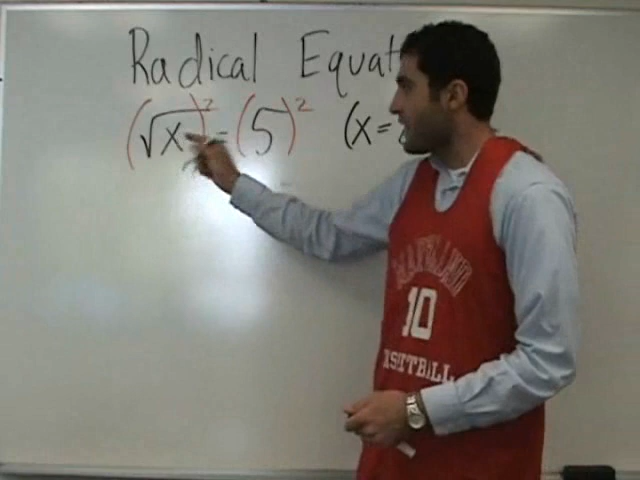 Radical Equat
(√x)² = (5)² (x =
MARYLAND
10
BASKETBALL